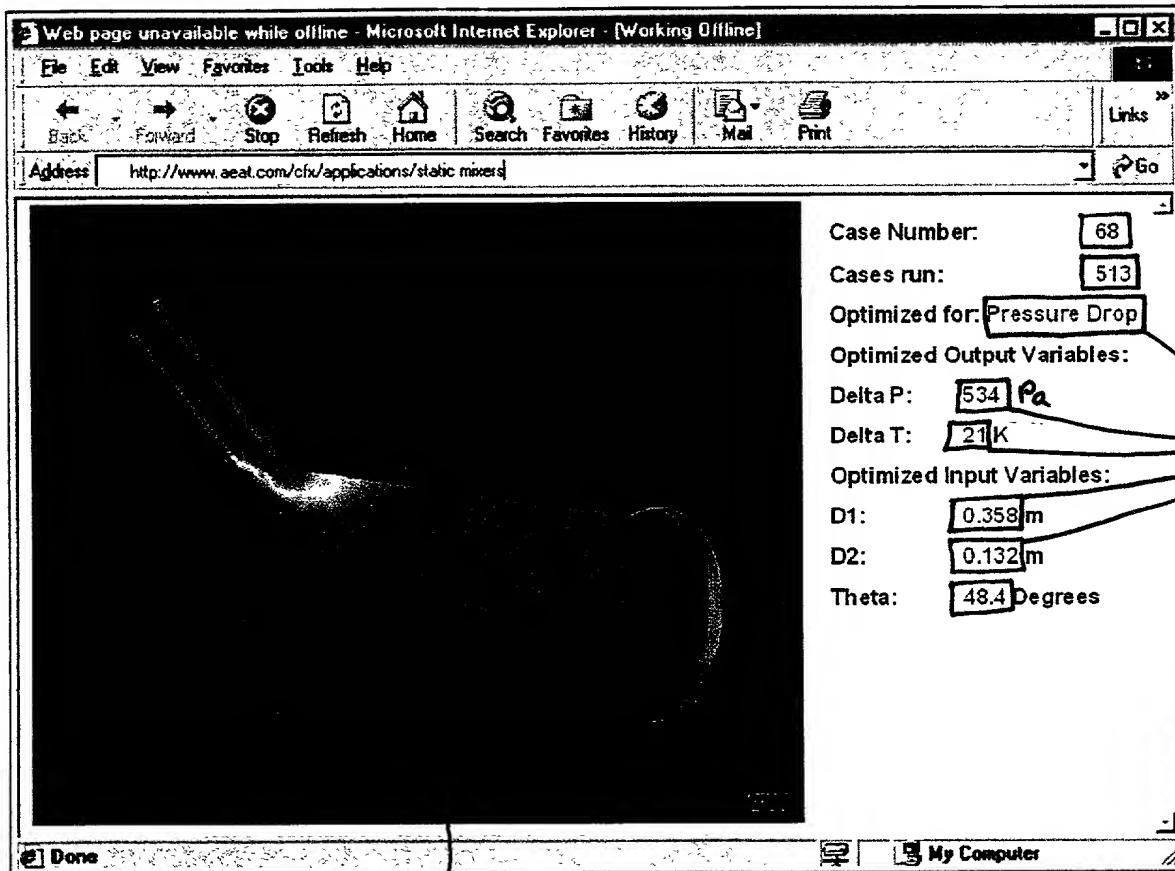 Web page unavailable while offline - Microsoft Internet Explorer - [Working Offline]
File Edit View Favorites Tools Help
Back Forward Stop Refresh Home Search Favorites History Mail Print Links »
Address http://www.aeat.com/cfx/applications/static mixers Go
Case Number: 68
Cases run: 513
Optimized for: Pressure Drop
Optimized Output Variables:
Delta P: 534 Pa
Delta T: 21 K
Optimized Input Variables:
D1: 0.358 m
D2: 0.132 m
Theta: 48.4 Degrees
Done My Computer